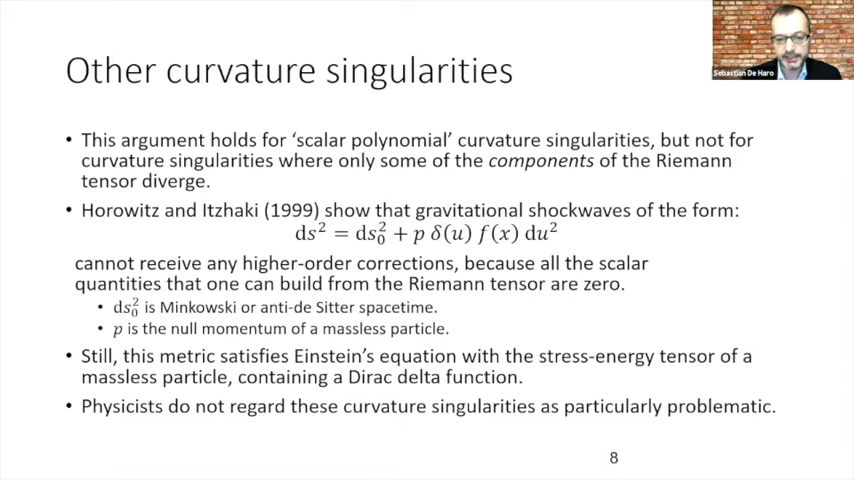 Sebastian De Haro
Other curvature singularities
• This argument holds for ‘scalar polynomial’ curvature singularities, but not for
curvature singularities where only some of the components of the Riemann
tensor diverge.
• Horowitz and Itzhaki (1999) show that gravitational shockwaves of the form:
ds² = ds₀² + p δ(u) f(x) du²
cannot receive any higher-order corrections, because all the scalar
quantities that one can build from the Riemann tensor are zero.
• ds₀² is Minkowski or anti-de Sitter spacetime.
• p is the null momentum of a massless particle.
• Still, this metric satisfies Einstein’s equation with the stress-energy tensor of a
massless particle, containing a Dirac delta function.
• Physicists do not regard these curvature singularities as particularly problematic.
8